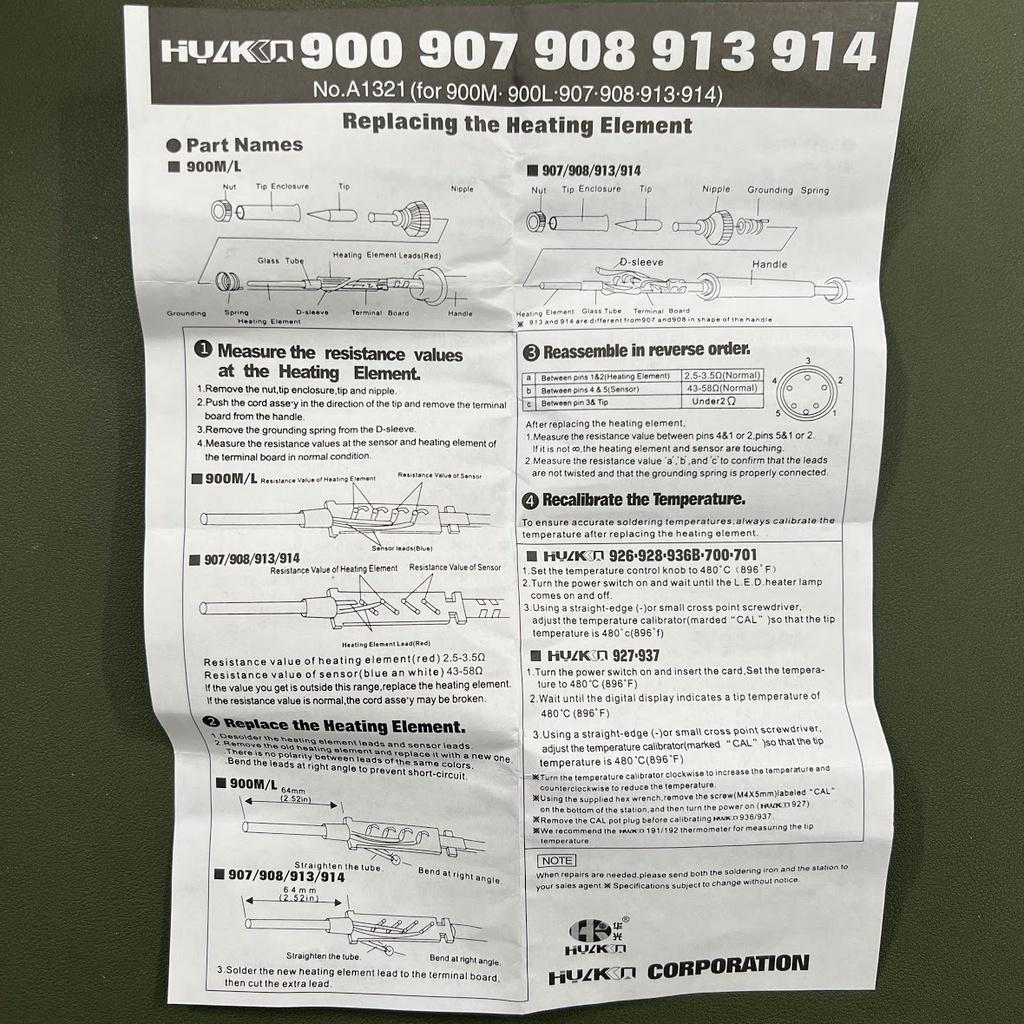 HULKKO 900 907 908 913 914
No.A1321 (for 900M· 900L·907·908·913·914)
Replacing the Heating Element
● Part Names
■ 900M/L
Nut Tip Enclosure Tip Nipple
Glass Tube Heating Element Leads(Red)
Grounding Spring D-sleeve Terminal Board Handle
Heating Element
■ 907/908/913/914
Nut Tip Enclosure Tip Nipple Grounding Spring
D-sleeve Handle
Heating Element Glass Tube Terminal Board
※ 913 and 914 are different from907 and908 in shape of the handle
❶ Measure the resistance values
at the Heating Element.
1.Remove the nut,tip enclosure,tip and nipple.
2.Push the cord asse'y in the direction of the tip and remove the terminal
board from the handle.
3.Remove the grounding spring from the D-sleeve.
4.Measure the resistance values at the sensor and heating element of
the terminal board in normal condition.
■ 900M/L Resistance Value of Heating Element Resistance Value of Sensor
Sensor leads(Blue)
■ 907/908/913/914
Resistance Value of Heating Element Resistance Value of Sensor
Heating Element Lead(Red)
Resistance value of heating element(red) 2.5-3.5Ω
Resistance value of sensor(blue an white) 43-58Ω
If the value you get is outside this range,replace the heating element.
If the resistance value is normal,the cord asse'y may be broken.
❷ Replace the Heating Element.
1.Desolder the heating element leads and sensor leads.
2.Remove the old heating element and replace it with a new one.
.There is no polarity between leads of the same colors.
.Bend the leads at right angle to prevent short-circuit.
■ 900M/L
64mm
(2.52in)
Straighten the tube. Bend at right angle.
■ 907/908/913/914
64mm
(2.52in)
Straighten the tube. Bend at right angle.
3.Solder the new heating element lead to the terminal board,
then cut the extra lead.
❸ Reassemble in reverse order.
a Between pins 1&2(Heating Element) 2.5-3.5Ω(Normal)
b Between pins 4 & 5(Sensor) 43-58Ω(Normal)
c Between pin 3& Tip Under2Ω
3
4 2
5 1
After replacing the heating element,
1.Measure the resistance value between pins 4&1 or 2,pins 5&1 or 2.
If it is not ∞,the heating element and sensor are touching.
2.Measure the resistance value 'a','b',and'c'to confirm that the leads
are not twisted and that the grounding spring is properly connected.
❹ Recalibrate the Temperature.
To ensure accurate soldering temperatures,always calibrate the
temperature after replacing the heating element.
■ HULKKO 926·928·936B·700·701
1.Set the temperature control knob to 480°C (896°F)
2.Turn the power switch on and wait until the L.E.D.heater lamp
comes on and off.
3.Using a straight-edge (-)or small cross point screwdriver,
adjust the temperature calibrator(marded "CAL" )so that the tip
temperature is 480°c(896°f)
■ HULKKO 927·937
1.Turn the power switch on and insert the card,Set the tempera-
ture to 480°C (896°F)
2.Wait until the digital display indicates a tip temperature of
480°C (896°F)
3.Using a straight-edge (-)or small cross point screwdriver,
adjust the temperature calibrator(marked "CAL" )so that the tip
temperature is 480°C(896°F)
※Turn the temperature calibrator clockwise to increase the temperature and
counterclockwise to reduce the temperature.
※Using the supplied hex wrench,remove the screw(M4X5mm)labeled "CAL"
on the bottom of the station,and then turn the power on (HULKKO 927)
※Remove the CAL pot plug before calibrating HULKKO 936/937.
※We recommend the HULKKO 191/192 thermometer for measuring the tip
temperature.
NOTE
When repairs are needed,please send both the soldering iron and the station to
your sales agent.※ Specifications subject to change without notice.
华光®
HULKKO
HULKKO CORPORATION